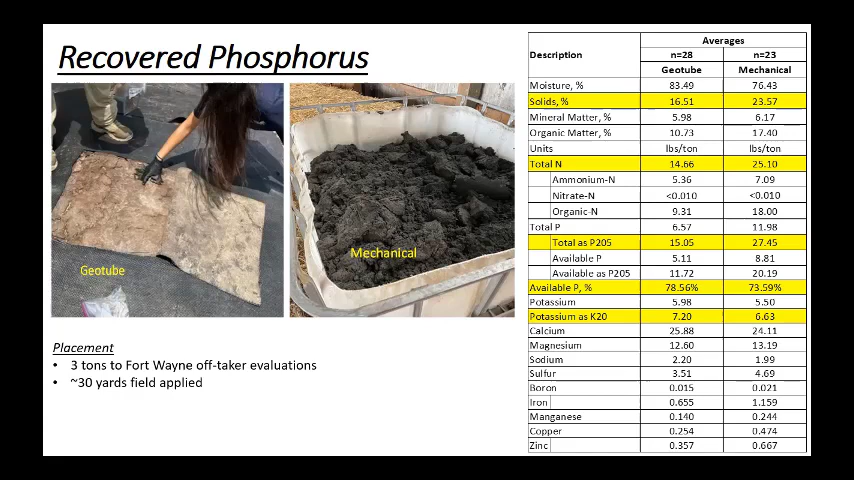 Recovered Phosphorus
Geotube
Mechanical
Placement
• 3 tons to Fort Wayne off-taker evaluations
• ~30 yards field applied
Description Averages
n=28 n=23
Geotube Mechanical
Moisture, % 83.49 76.43
Solids, % 16.51 23.57
Mineral Matter, % 5.98 6.17
Organic Matter, % 10.73 17.40
Units lbs/ton lbs/ton
Total N 14.66 25.10
Ammonium-N 5.36 7.09
Nitrate-N <0.010 <0.010
Organic-N 9.31 18.00
Total P 6.57 11.98
Total as P205 15.05 27.45
Available P 5.11 8.81
Available as P205 11.72 20.19
Available P, % 78.56% 73.59%
Potassium 5.98 5.50
Potassium as K20 7.20 6.63
Calcium 25.88 24.11
Magnesium 12.60 13.19
Sodium 2.20 1.99
Sulfur 3.51 4.69
Boron 0.015 0.021
Iron 0.655 1.159
Manganese 0.140 0.244
Copper 0.254 0.474
Zinc 0.357 0.667